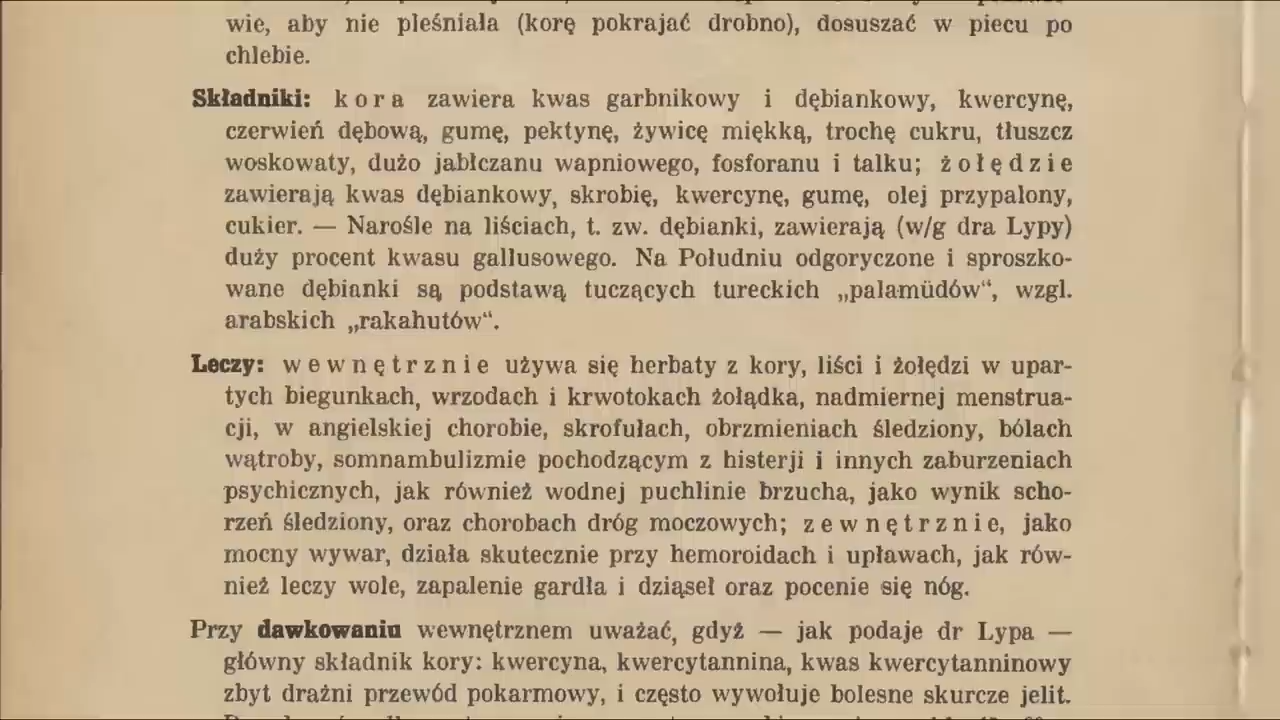 wie, aby nie pleśniała (korę pokrajać drobno), dosuszać w piecu po
chlebie.
Składniki: kora zawiera kwas garbnikowy i dębiankowy, kwercynę,
czerwień dębową, gumę, pektynę, żywicę miękką, trochę cukru, tłuszcz
woskowaty, dużo jabłczanu wapniowego, fosforanu i talku; żołędzie
zawierają kwas dębiankowy, skrobię, kwercynę, gumę, olej przypalony,
cukier. — Narośle na liściach, t. zw. dębianki, zawierają (w/g dra Lypy)
duży procent kwasu gallusowego. Na Południu odgoryczone i sproszko-
wane dębianki są podstawą tuczących tureckich „palamüdów“, wzgl.
arabskich „rakahutów“.
Leczy: wewnętrznie używa się herbaty z kory, liści i żołędzi w upar-
tych biegunkach, wrzodach i krwotokach żołądka, nadmiernej menstrua-
cji, w angielskiej chorobie, skrofułach, obrzmieniach śledziony, bólach
wątroby, somnambulizmie pochodzącym z histerji i innych zaburzeniach
psychicznych, jak również wodnej puchlinie brzucha, jako wynik scho-
rzeń śledziony, oraz chorobach dróg moczowych; zewnętrznie, jako
mocny wywar, działa skutecznie przy hemoroidach i upławach, jak rów-
nież leczy wole, zapalenie gardła i dziąseł oraz pocenie się nóg.
Przy dawkowaniu wewnętrznem uważać, gdyż — jak podaje dr Lypa —
główny składnik kory: kwercyna, kwercytannina, kwas kwercytanninowy
zbyt drażni przewód pokarmowy, i często wywołuje bolesne skurcze jelit.